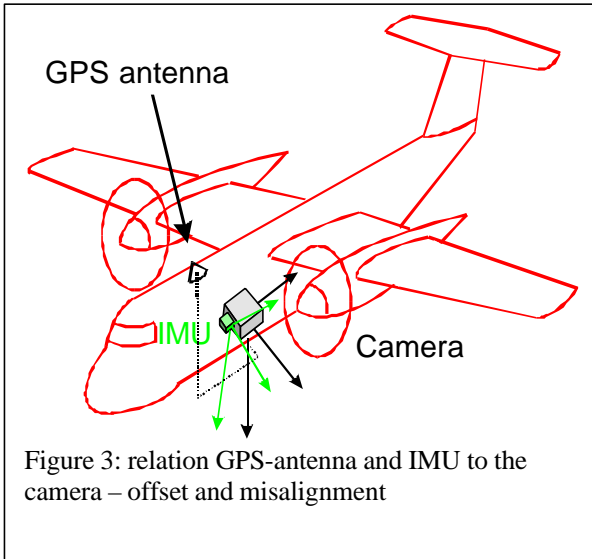 GPS antenna
IMU
Camera
Figure 3: relation GPS-antenna and IMU to the
camera – offset and misalignment